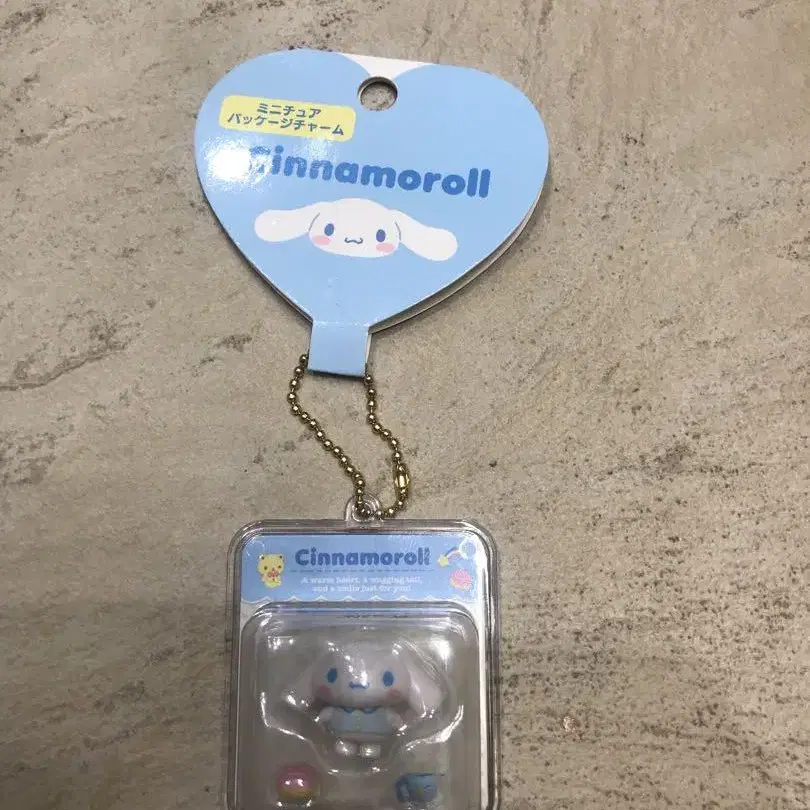 ミニチュア
パッケージチャーム
Cinnamoroll
Cinnamoroll
A warm heart, a wagging tail,
and a smile just for you!